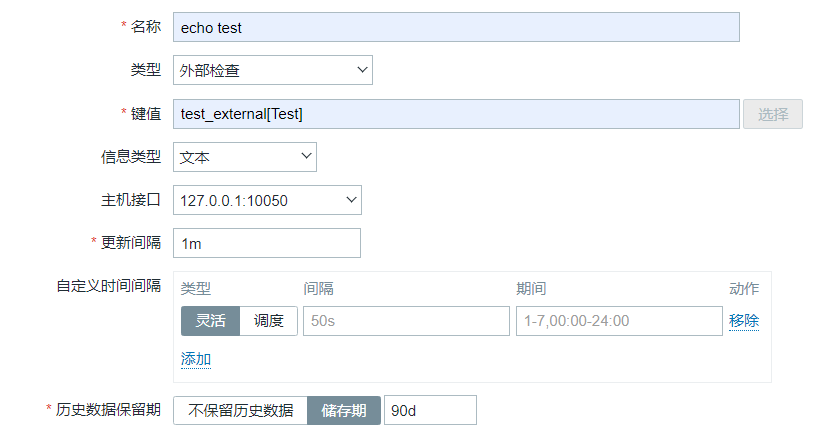 * 名称 echo test
类型 外部检查
* 键值 test_external[Test] 选择
信息类型 文本
主机接口 127.0.0.1:10050
* 更新间隔 1m
自定义时间间隔 类型 间隔 期间 动作
灵活 调度 50s 1-7,00:00-24:00 移除
添加
* 历史数据保留期 不保留历史数据 储存期 90d